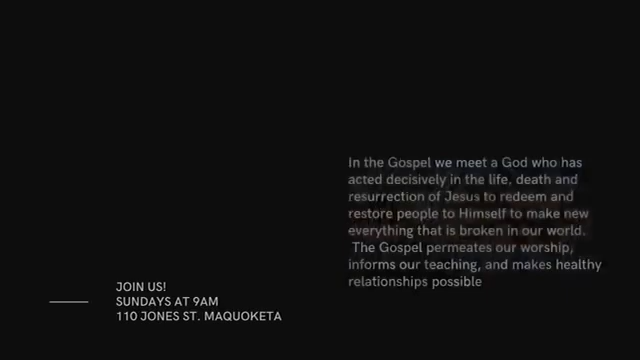 In the Gospel we meet a God who has
acted decisively in the life, death and
resurrection of Jesus to redeem and
restore people to Himself to make new
everything that is broken in our world.
The Gospel permeates our worship,
informs our teaching, and makes healthy
relationships possible
JOIN US!
SUNDAYS AT 9AM
110 JONES ST. MAQUOKETA